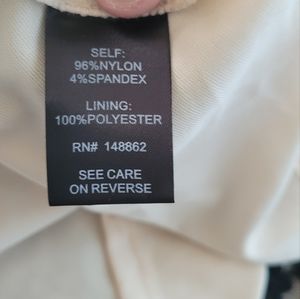 SELF:
96%NYLON
4%SPANDEX
LINING:
100%POLYESTER
RN# 148862
SEE CARE
ON REVERSE